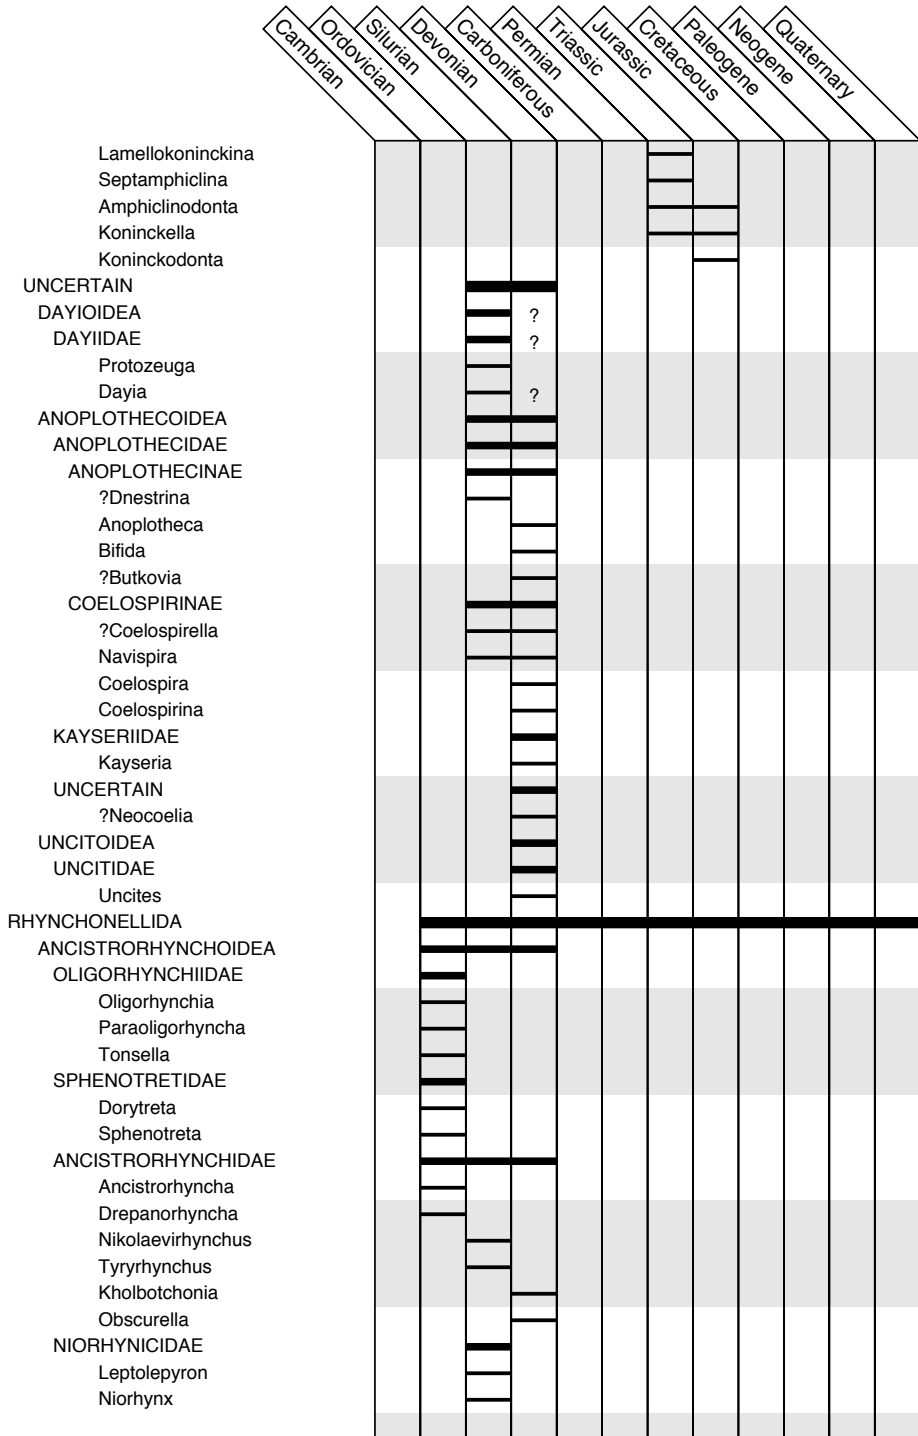 Cambrian
Ordovician
Silurian
Devonian
Carboniferous
Permian
Triassic
Jurassic
Cretaceous
Paleogene
Neogene
Quaternary
Lamellokoninckina
Septamphiclina
Amphiclinodonta
Koninckella
Koninckodonta
UNCERTAIN
DAYIOIDEA ?
DAYIIDAE ?
Protozeuga
Dayia ?
ANOPLOTHECOIDEA
ANOPLOTHECIDAE
ANOPLOTHECINAE
?Dnestrina
Anoplotheca
Bifida
?Butkovia
COELOSPIRINAE
?Coelospirella
Navispira
Coelospira
Coelospirina
KAYSERIIDAE
Kayseria
UNCERTAIN
?Neocoelia
UNCITOIDEA
UNCITIDAE
Uncites
RHYNCHONELLIDA
ANCISTRORHYNCHOIDEA
OLIGORHYNCHIIDAE
Oligorhynchia
Paraoligorhyncha
Tonsella
SPHENOTRETIDAE
Dorytreta
Sphenotreta
ANCISTRORHYNCHIDAE
Ancistrorhyncha
Drepanorhyncha
Nikolaevirhynchus
Tyryrhynchus
Kholbotchonia
Obscurella
NIORHYNICIDAE
Leptolepyron
Niorhynx